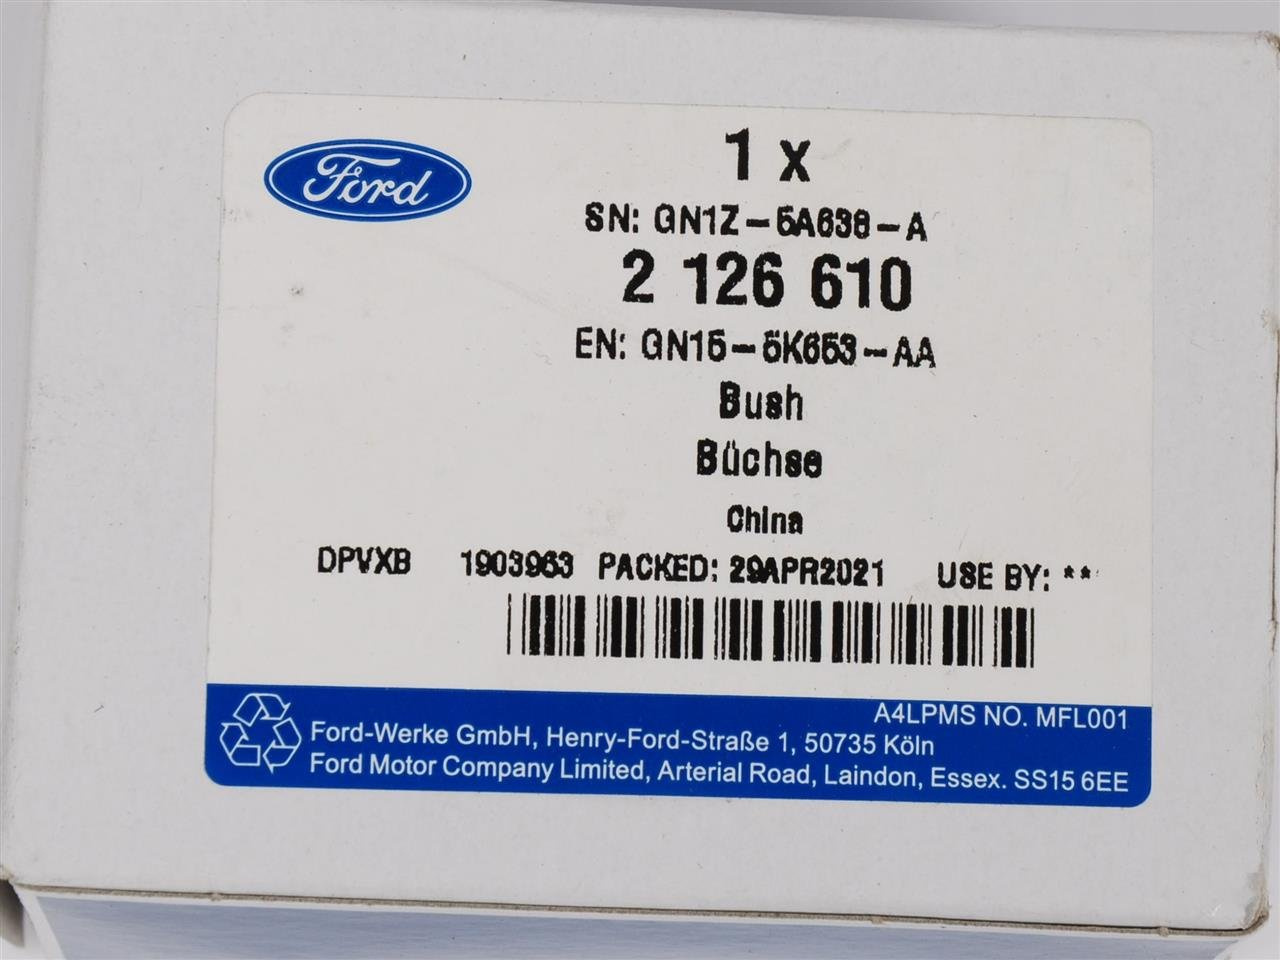 Ford
1 x
SN: GN1Z-5A638-A
2 126 610
EN: GN15-5K653-AA
Bush
Büchse
China
DPVXB 1903963 PACKED: 29APR2021 USE BY: **
A4LPMS NO. MFL001
Ford-Werke GmbH, Henry-Ford-Straße 1, 50735 Köln
Ford Motor Company Limited, Arterial Road, Laindon, Essex. SS15 6EE